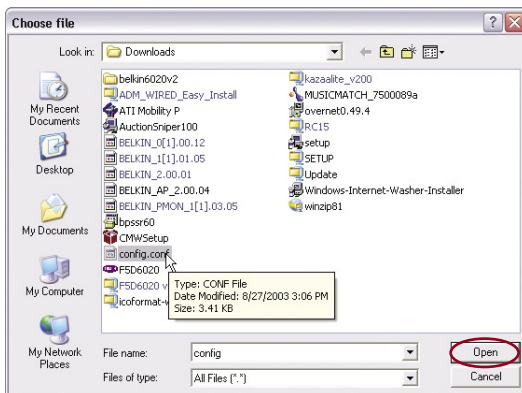 Choose file
Look in:
Downloads
My Recent
Documents
Desktop
My Documents
My Computer
My Network
Places
belkin6020v2
ADM_WIRED_Easy_Install
ATI Mobility P
AuctionSniper100
BELKIN_0[1].00.12
BELKIN_1[1].01.05
BELKIN_2.00.01
BELKIN_AP_2.00.04
BELKIN_PMON_1[1].03.05
bpssr60
CMWSetup
config.conf
F5D6020
F5D6020 v
icoformat-w
kazaalite_v200
MUSICMATCH_7500089a
overnet0.49.4
RC15
setup
SETUP
Update
Windows-Internet-Washer-Installer
winzip81
Type: CONF File
Date Modified: 8/27/2003 3:06 PM
Size: 3.41 KB
File name:
config
Open
Files of type:
All Files (*.*)
Cancel